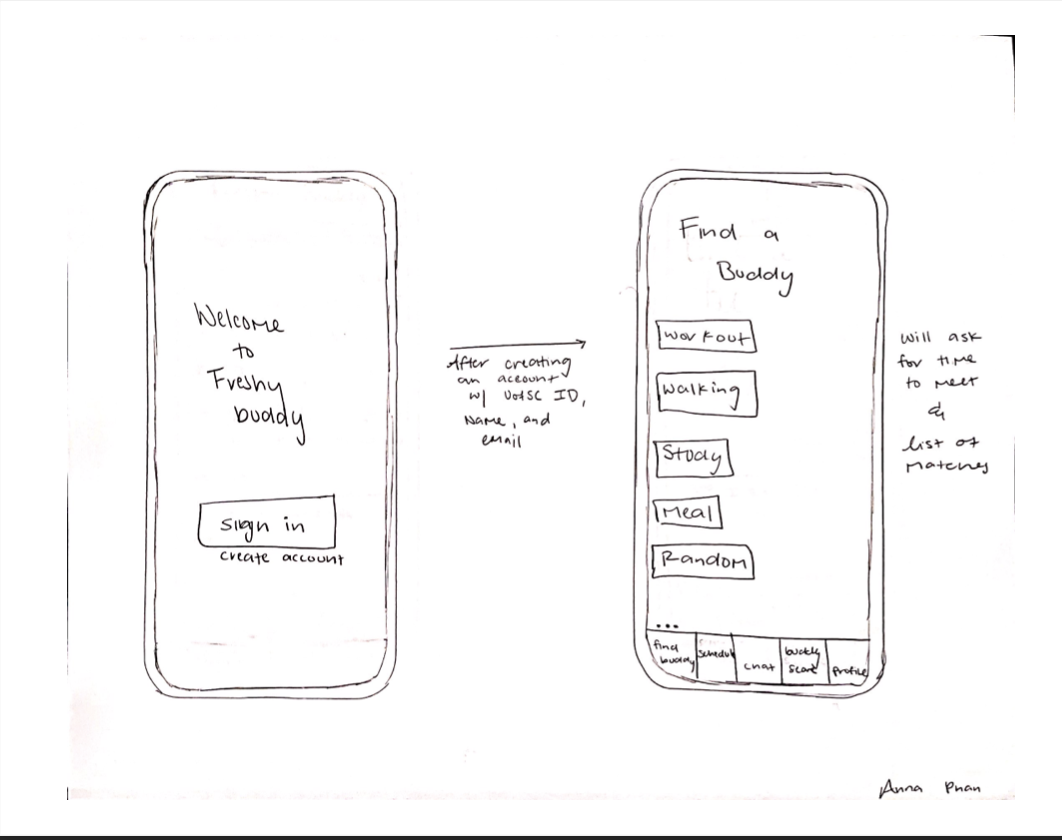 Welcome
to
Freshy
buddy
sign in
create account
After creating
an account
w/ UofSC ID,
Name, and
email
Find a
Buddy
Workout
Walking
Study
Meal
Random
...
find
buddy
schedule
chat
buddy
profile
Will ask
for time
to meet
&
list of
matches
Anna Phan